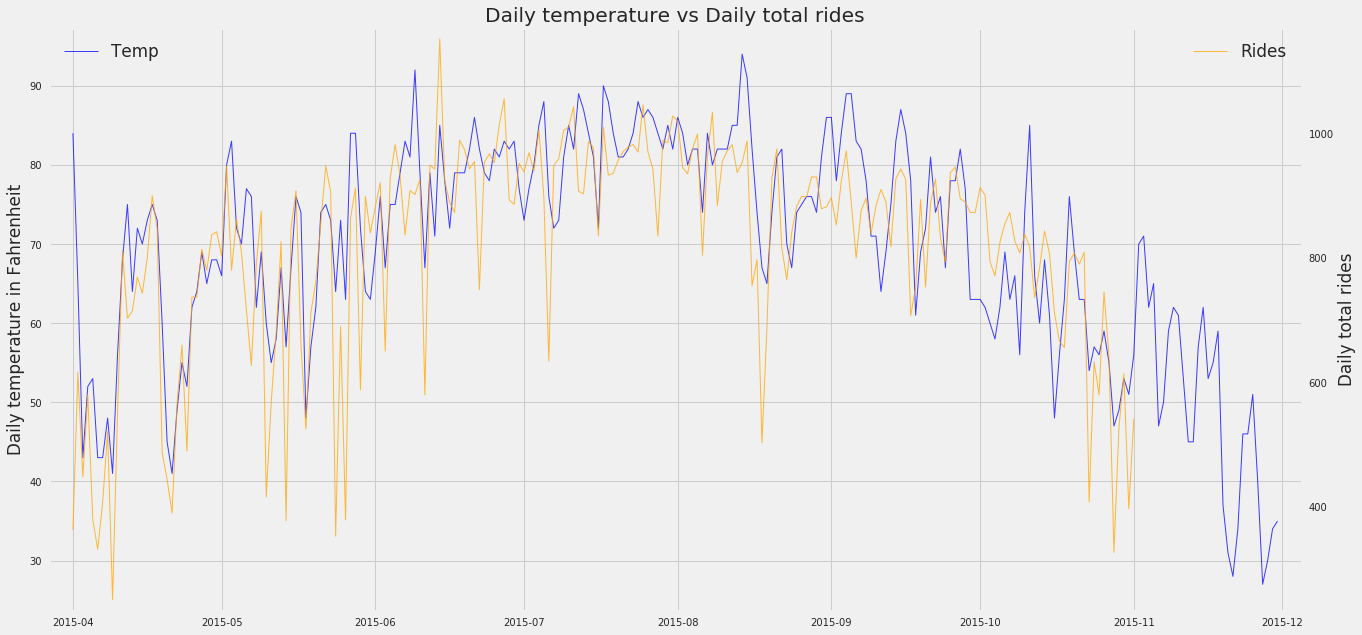 Daily temperature vs Daily total rides
Temp
Rides
90
80
70
60
50
40
30
Daily temperature in Fahrenheit
1000
800
600
400
Daily total rides
2015-04 2015-05 2015-06 2015-07 2015-08 2015-09 2015-10 2015-11 2015-12